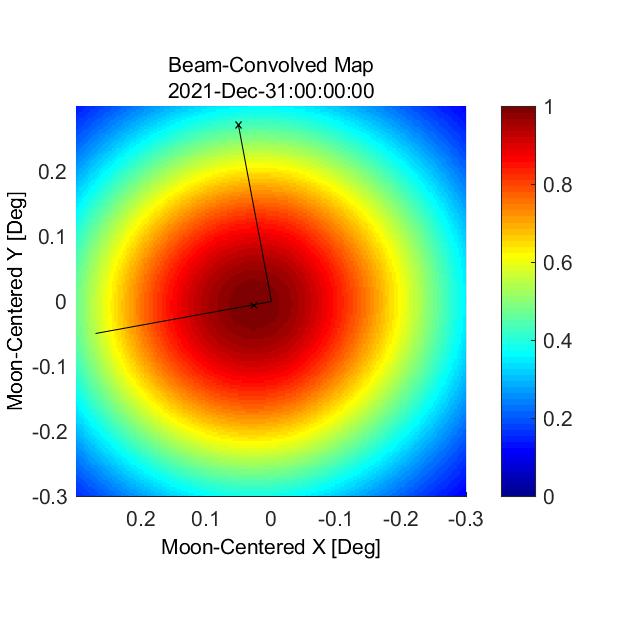 Beam-Convolved Map
2021-Dec-31:00:00:00
Moon-Centered Y [Deg]
0.2
0.1
0
-0.1
-0.2
-0.3
0.2 0.1 0 -0.1 -0.2 -0.3
Moon-Centered X [Deg]
1
0.8
0.6
0.4
0.2
0